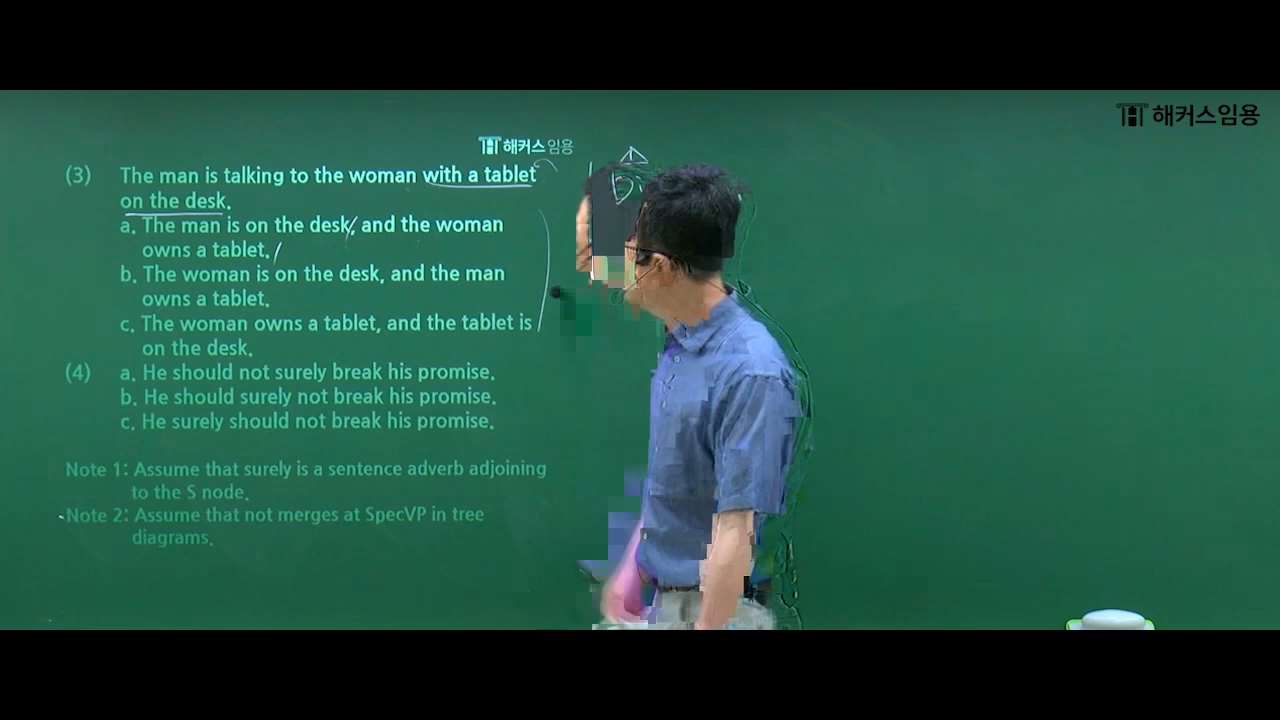 해커스임용
해커스 임용
(3) The man is talking to the woman with a tablet
on the desk.
a. The man is on the desk, and the woman
owns a tablet.
b. The woman is on the desk, and the man
owns a tablet.
c. The woman owns a tablet, and the tablet is
on the desk.
(4) a. He should not surely break his promise.
b. He should surely not break his promise.
c. He surely should not break his promise.
Note 1: Assume that surely is a sentence adverb adjoining
to the S node.
Note 2: Assume that not merges at SpecVP in tree
diagrams.